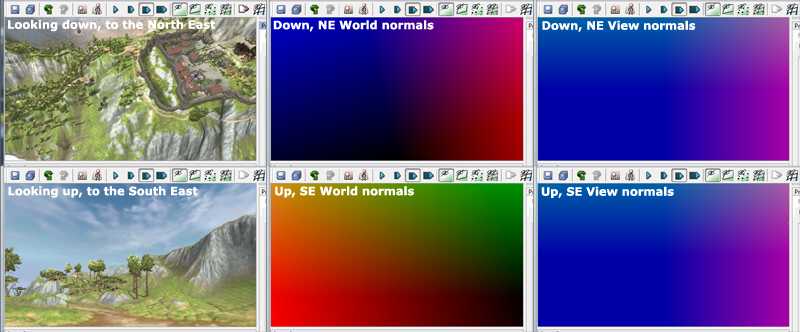 Looking down, to the North East
Down, NE World normals
Down, NE View normals
Looking up, to the South East
Up, SE World normals
Up, SE View normals